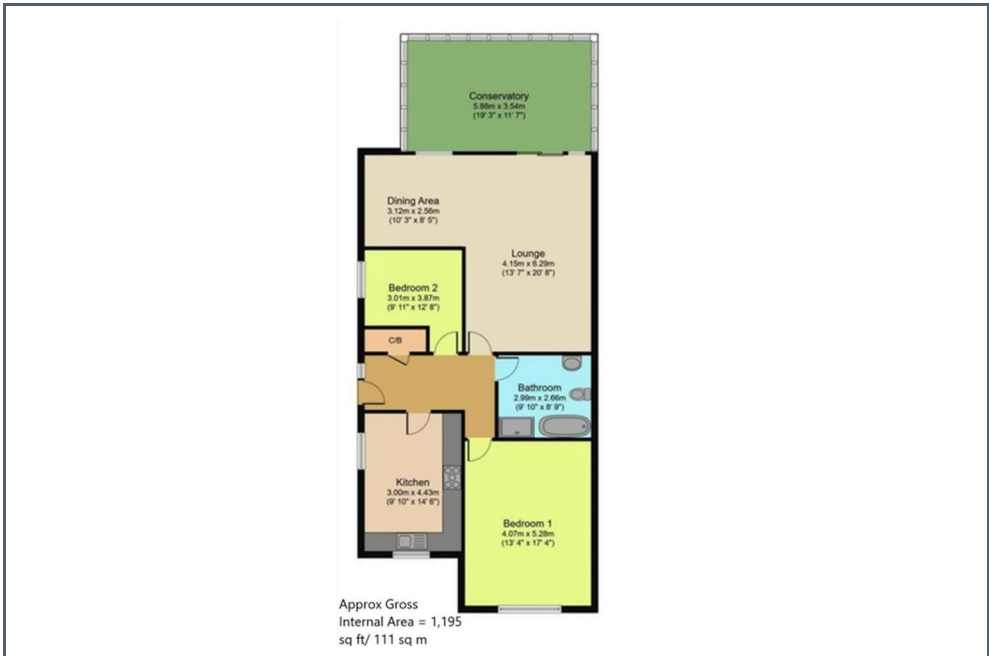 Conservatory
5.88m x 3.54m
(19' 3" x 11' 7")
Dining Area
3.12m x 2.56m
(10' 3" x 8' 5")
Lounge
4.15m x 6.29m
(13' 7" x 20' 8")
Bedroom 2
3.01m x 3.87m
(9' 11" x 12' 8")
C/B
Bathroom
2.99m x 2.66m
(9' 10" x 8' 9")
Kitchen
3.00m x 4.43m
(9' 10" x 14' 6")
Bedroom 1
4.07m x 5.28m
(13' 4" x 17' 4")
Approx Gross
Internal Area = 1,195
sq ft/ 111 sq m